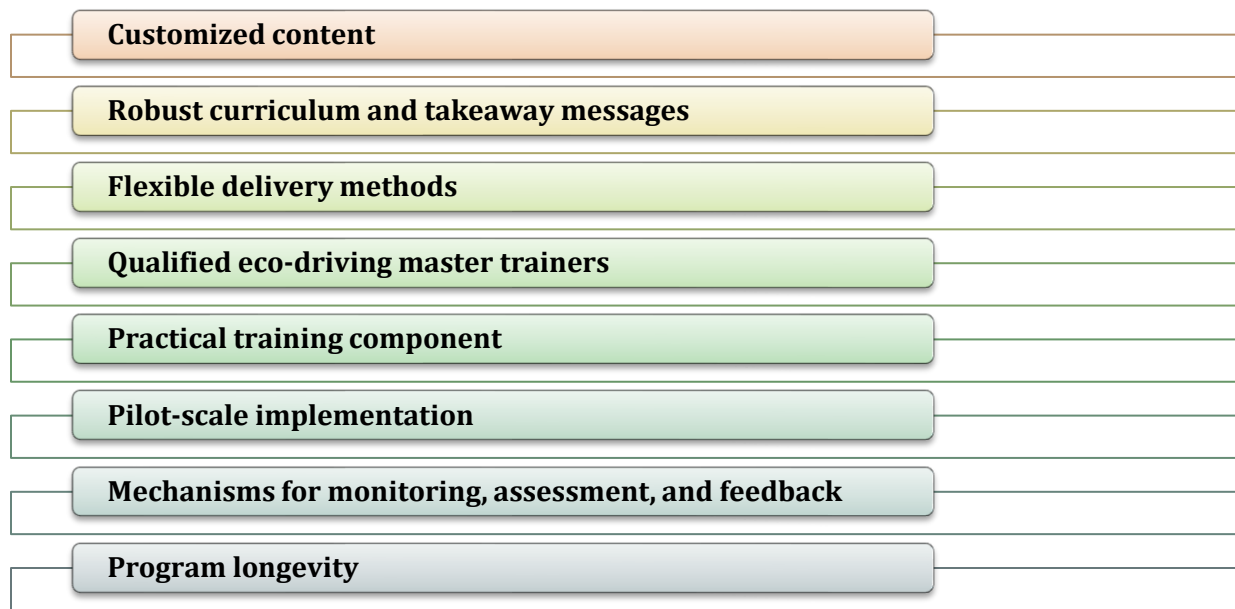 Customized content
Robust curriculum and takeaway messages
Flexible delivery methods
Qualified eco-driving master trainers
Practical training component
Pilot-scale implementation
Mechanisms for monitoring, assessment, and feedback
Program longevity